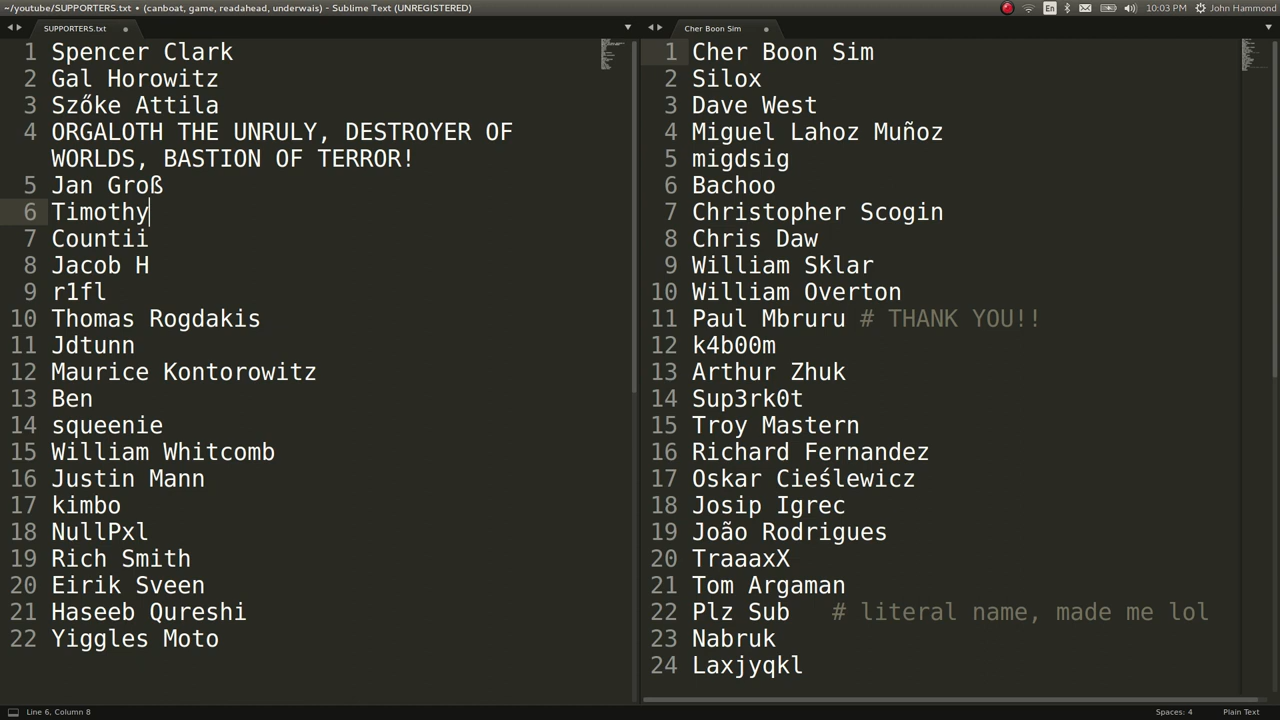 ~/youtube/SUPPORTERS.txt • (canboat, game, readahead, underwais) - Sublime Text (UNREGISTERED)
En
10:03 PM
John Hammond
SUPPORTERS.txt
1 Spencer Clark
2 Gal Horowitz
3 Szőke Attila
4 ORGALOTH THE UNRULY, DESTROYER OF
WORLDS, BASTION OF TERROR!
5 Jan Groß
6 Timothy
7 Countii
8 Jacob H
9 r1fl
10 Thomas Rogdakis
11 Jdtunn
12 Maurice Kontorowitz
13 Ben
14 squeenie
15 William Whitcomb
16 Justin Mann
17 kimbo
18 NullPxl
19 Rich Smith
20 Eirik Sveen
21 Haseeb Qureshi
22 Yiggles Moto
Cher Boon Sim
1 Cher Boon Sim
2 Silox
3 Dave West
4 Miguel Lahoz Muñoz
5 migdsig
6 Bachoo
7 Christopher Scogin
8 Chris Daw
9 William Sklar
10 William Overton
11 Paul Mbruru # THANK YOU!!
12 k4b00m
13 Arthur Zhuk
14 Sup3rk0t
15 Troy Mastern
16 Richard Fernandez
17 Oskar Cieślewicz
18 Josip Igrec
19 João Rodrigues
20 TraaaxX
21 Tom Argaman
22 Plz Sub # literal name, made me lol
23 Nabruk
24 Laxjyqkl
Line 6, Column 8
Spaces: 4
Plain Text